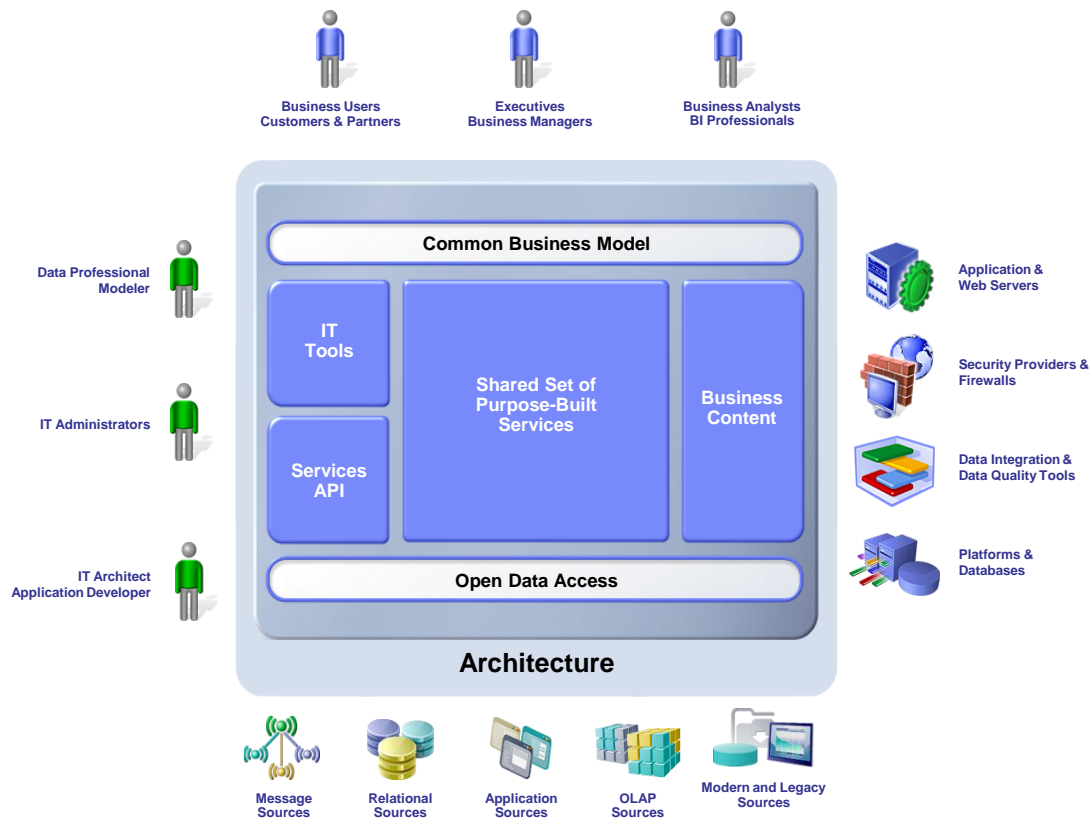 Business Users
Customers & Partners
Executives
Business Managers
Business Analysts
BI Professionals
Data Professional
Modeler
IT Administrators
IT Architect
Application Developer
Common Business Model
IT
Tools
Services
API
Shared Set of
Purpose-Built
Services
Business
Content
Open Data Access
Architecture
Application &
Web Servers
Security Providers &
Firewalls
Data Integration &
Data Quality Tools
Platforms &
Databases
Message
Sources
Relational
Sources
Application
Sources
OLAP
Sources
Modern and Legacy
Sources